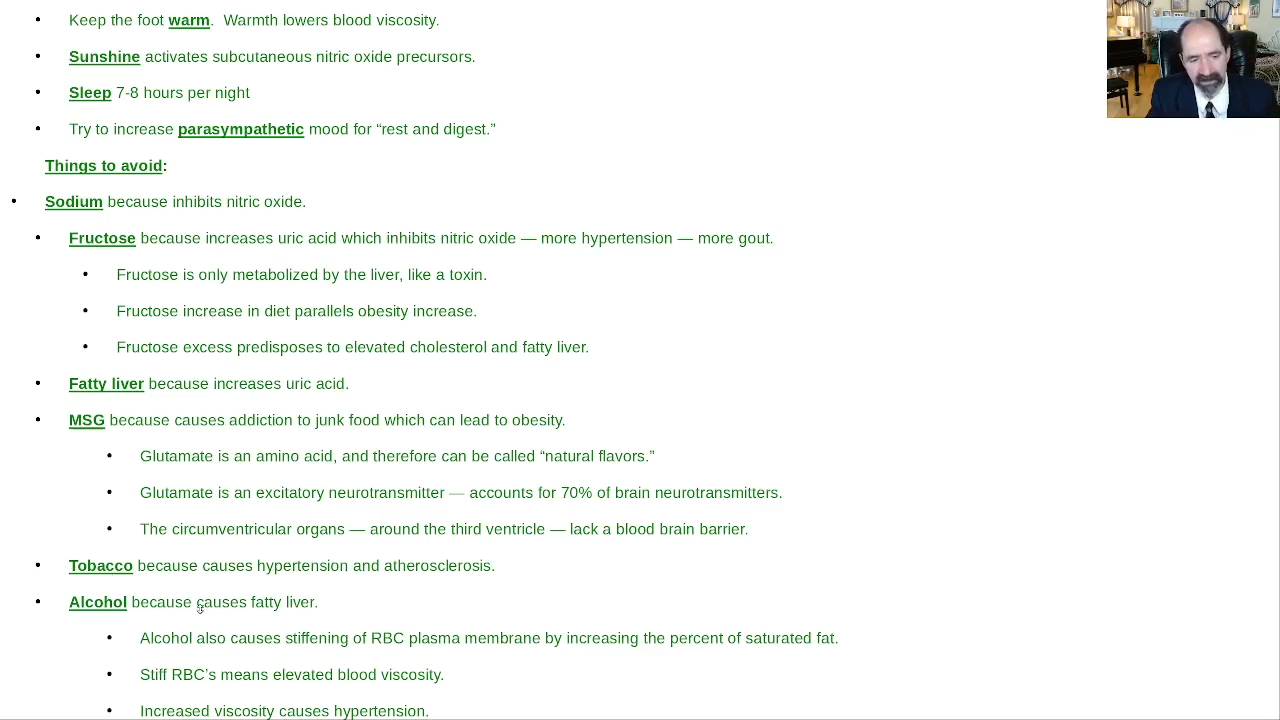 • Keep the foot warm.  Warmth lowers blood viscosity.
• Sunshine activates subcutaneous nitric oxide precursors.
• Sleep 7-8 hours per night
• Try to increase parasympathetic mood for “rest and digest.”
Things to avoid:
• Sodium because inhibits nitric oxide.
• Fructose because increases uric acid which inhibits nitric oxide — more hypertension — more gout.
• Fructose is only metabolized by the liver, like a toxin.
• Fructose increase in diet parallels obesity increase.
• Fructose excess predisposes to elevated cholesterol and fatty liver.
• Fatty liver because increases uric acid.
• MSG because causes addiction to junk food which can lead to obesity.
• Glutamate is an amino acid, and therefore can be called “natural flavors.”
• Glutamate is an excitatory neurotransmitter — accounts for 70% of brain neurotransmitters.
• The circumventricular organs — around the third ventricle — lack a blood brain barrier.
• Tobacco because causes hypertension and atherosclerosis.
• Alcohol because causes fatty liver.
• Alcohol also causes stiffening of RBC plasma membrane by increasing the percent of saturated fat.
• Stiff RBC’s means elevated blood viscosity.
• Increased viscosity causes hypertension.